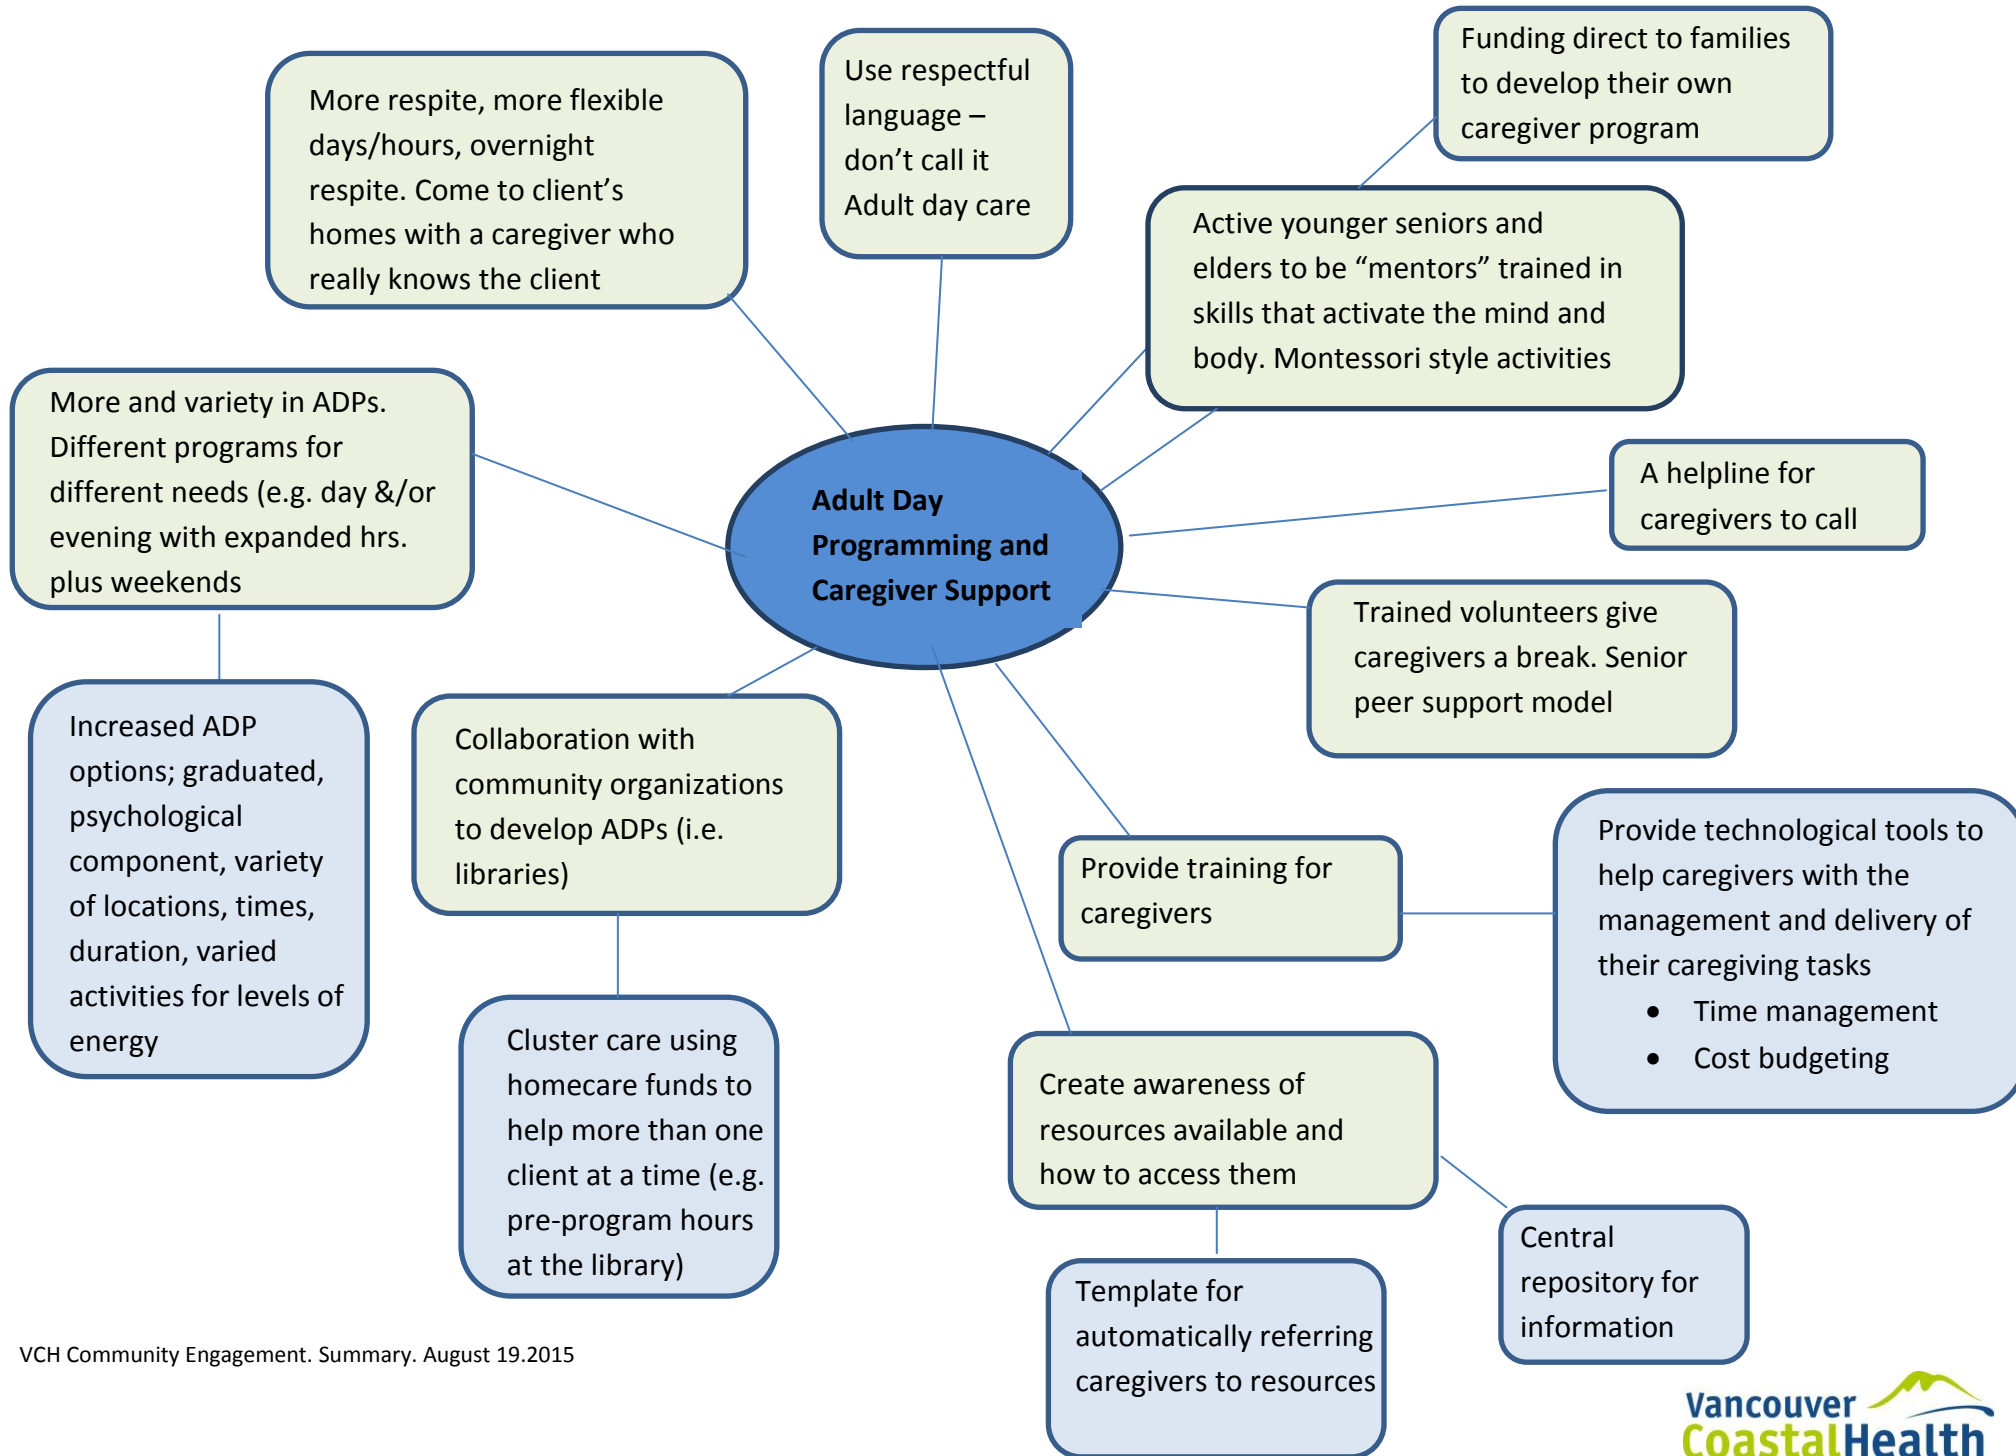 More respite, more flexible
days/hours, overnight
respite. Come to client’s
homes with a caregiver who
really knows the client
Use respectful
language –
don’t call it
Adult day care
Funding direct to families
to develop their own
caregiver program
Active younger seniors and
elders to be “mentors” trained in
skills that activate the mind and
body. Montessori style activities
More and variety in ADPs.
Different programs for
different needs (e.g. day &/or
evening with expanded hrs.
plus weekends
Adult Day
Programming and
Caregiver Support
A helpline for
caregivers to call
Trained volunteers give
caregivers a break. Senior
peer support model
Increased ADP
options; graduated,
psychological
component, variety
of locations, times,
duration, varied
activities for levels of
energy
Collaboration with
community organizations
to develop ADPs (i.e.
libraries)
Provide training for
caregivers
Provide technological tools to
help caregivers with the
management and delivery of
their caregiving tasks
• Time management
• Cost budgeting
Cluster care using
homecare funds to
help more than one
client at a time (e.g.
pre-program hours
at the library)
Create awareness of
resources available and
how to access them
Central
repository for
information
Template for
automatically referring
caregivers to resources
VCH Community Engagement. Summary. August 19.2015
Vancouver
CoastalHealth